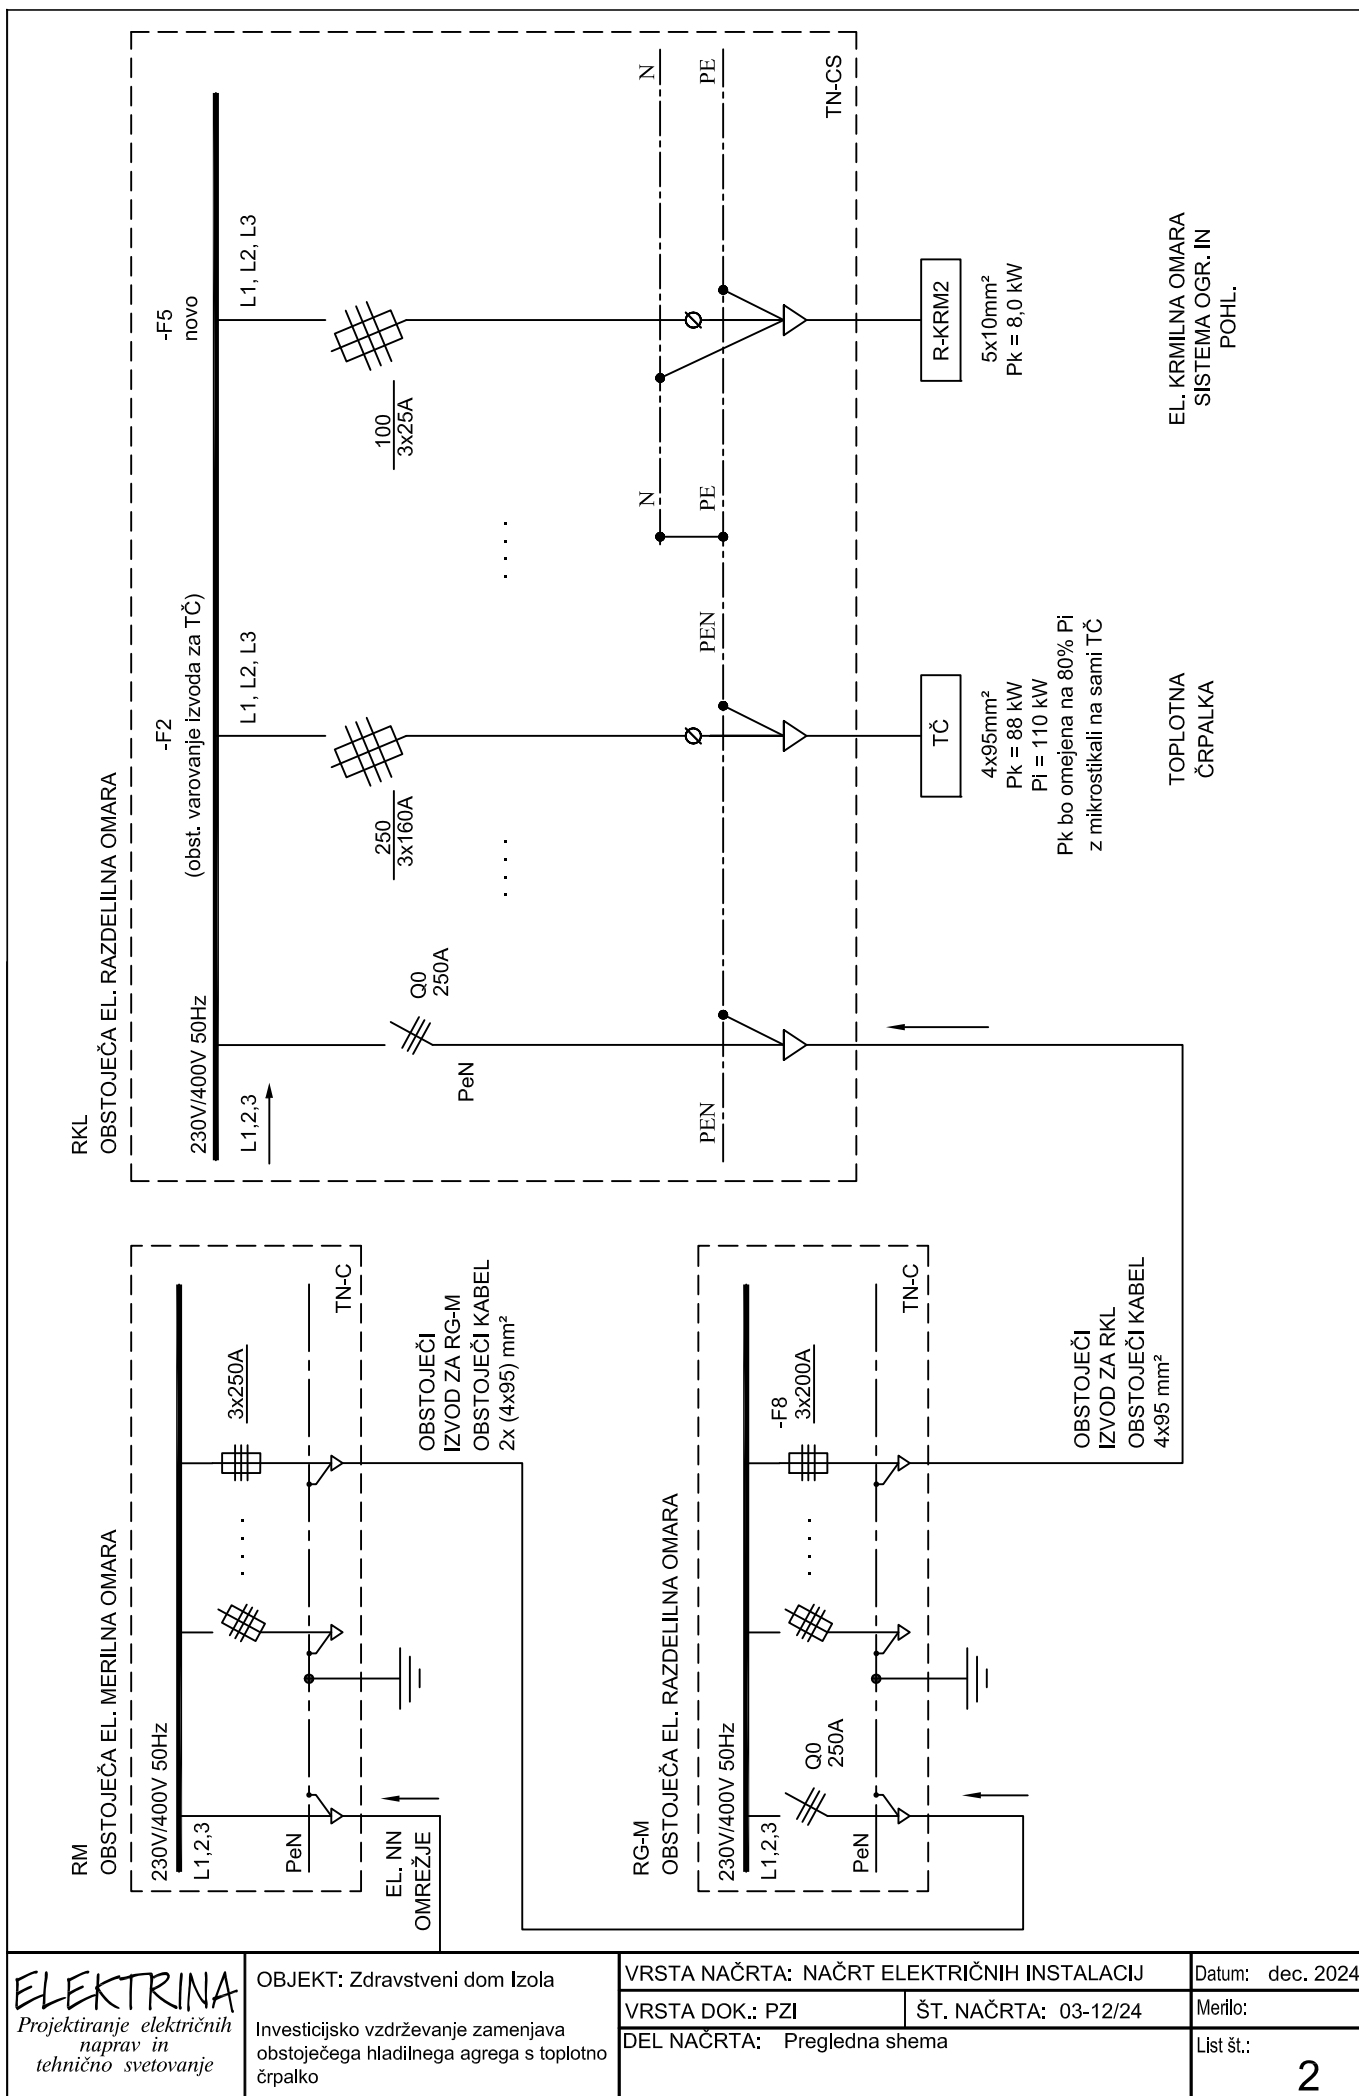 RKL
OBSTOJEČA EL. RAZDELILNA OMARA
230V/400V 50Hz
L1,2,3
Q0
250A
PeN
PEN
-F2
(obst. varovanje izvoda za TČ)
L1, L2, L3
250
3x160A
. . . .
PEN
TČ
4x95mm²
Pk = 88 kW
Pi = 110 kW
Pk bo omejena na 80% Pi
z mikrostikali na sami TČ
TOPLOTNA
ČRPALKA
-F5
novo
L1, L2, L3
100
3x25A
. . . .
N
PE
N
PE
TN-CS
R-KRM2
5x10mm²
Pk = 8,0 kW
EL. KRMILNA OMARA
SISTEMA OGR. IN
POHL.
RM
OBSTOJEČA EL. MERILNA OMARA
230V/400V 50Hz
L1,2,3
PeN
. . . .
3x250A
TN-C
EL. NN
OMREŽJE
OBSTOJEČI
IZVOD ZA RG-M
OBSTOJEČI KABEL
2x (4x95) mm²
RG-M
OBSTOJEČA EL. RAZDELILNA OMARA
230V/400V 50Hz
L1,2,3
Q0
250A
PeN
. . . .
-F8
3x200A
TN-C
OBSTOJEČI
IZVOD ZA RKL
OBSTOJEČI KABEL
4x95 mm²
ELEKTRINA
Projektiranje električnih
naprav in
tehnično svetovanje
OBJEKT: Zdravstveni dom Izola
Investicijsko vzdrževanje zamenjava
obstoječega hladilnega agrega s toplotno
črpalko
VRSTA NAČRTA: NAČRT ELEKTRIČNIH INSTALACIJ
VRSTA DOK.: PZI
ŠT. NAČRTA: 03-12/24
DEL NAČRTA: Pregledna shema
Datum: dec. 2024
Merilo:
List št.:
2